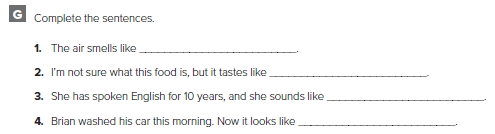 G Complete the sentences.
1. The air smells like ______________________.
2. I'm not sure what this food is, but it tastes like ______________________.
3. She has spoken English for 10 years, and she sounds like ______________________.
4. Brian washed his car this morning. Now it looks like ______________________.